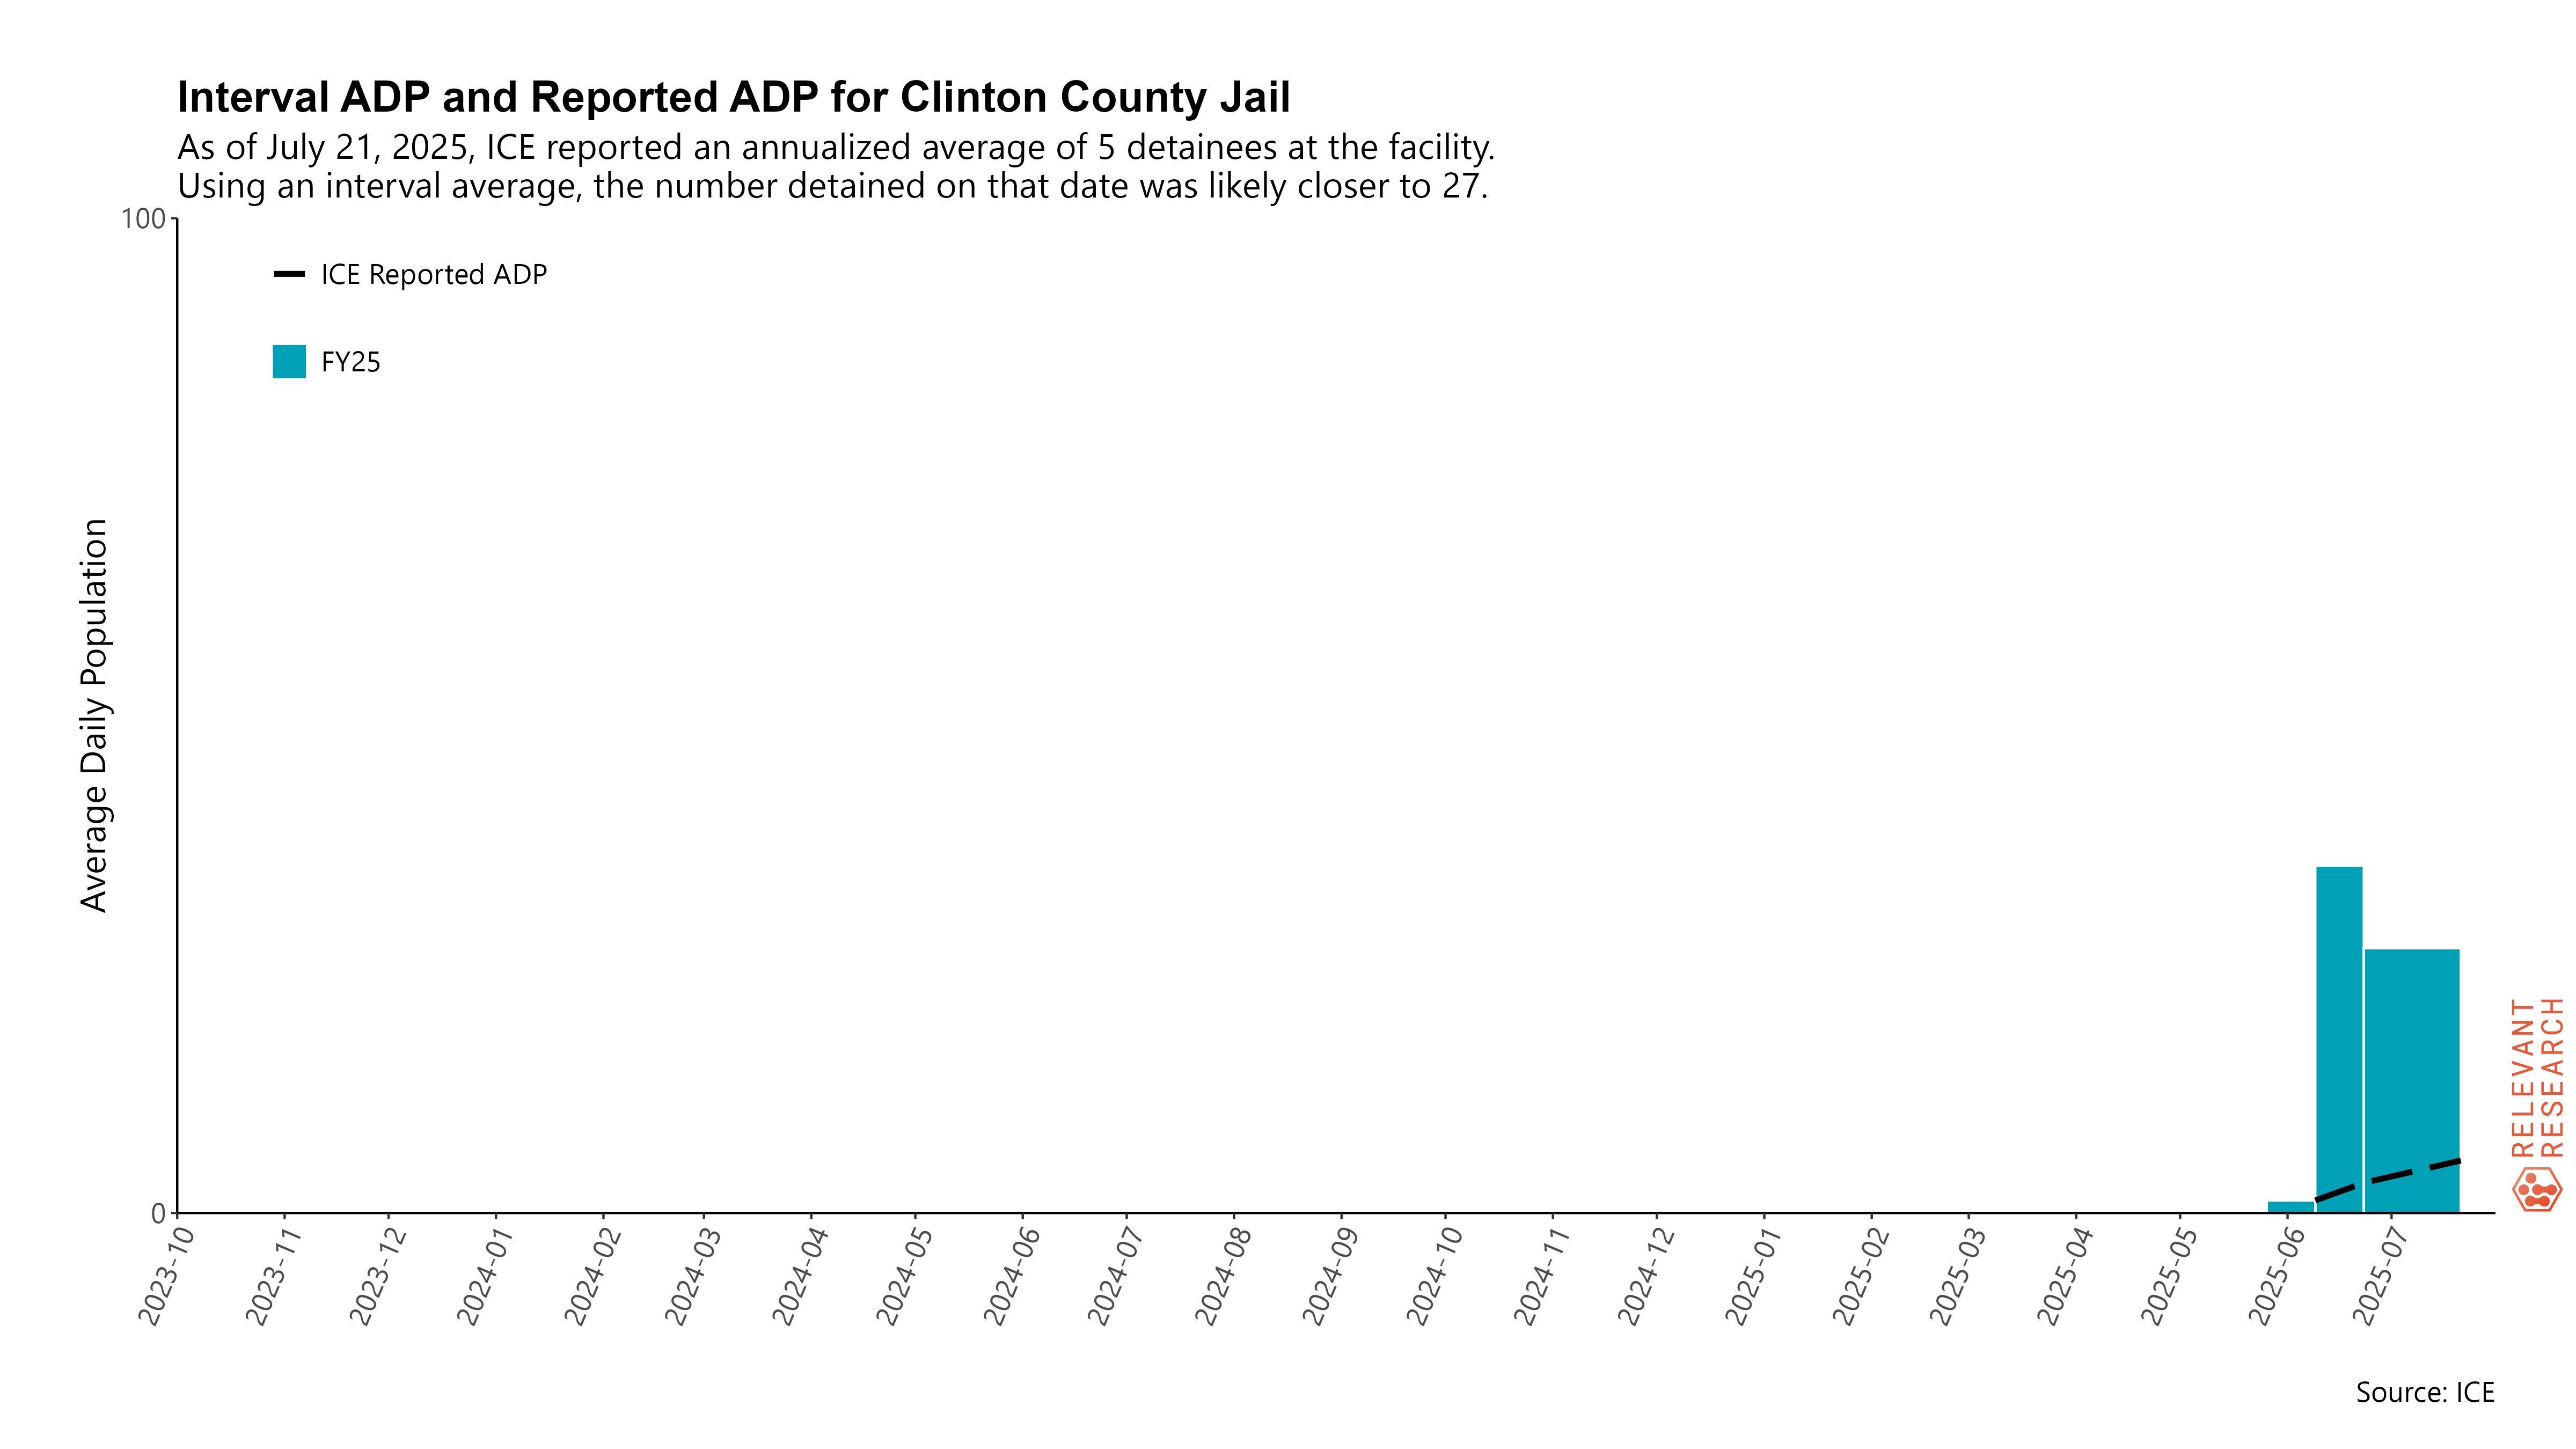 Interval ADP and Reported ADP for Clinton County Jail
As of July 21, 2025, ICE reported an annualized average of 5 detainees at the facility.
Using an interval average, the number detained on that date was likely closer to 27.
100
ICE Reported ADP
FY25
Average Daily Population
0
2023-10
2023-11
2023-12
2024-01
2024-02
2024-03
2024-04
2024-05
2024-06
2024-07
2024-08
2024-09
2024-10
2024-11
2024-12
2025-01
2025-02
2025-03
2025-04
2025-05
2025-06
2025-07
RELEVANT
RESEARCH
Source: ICE